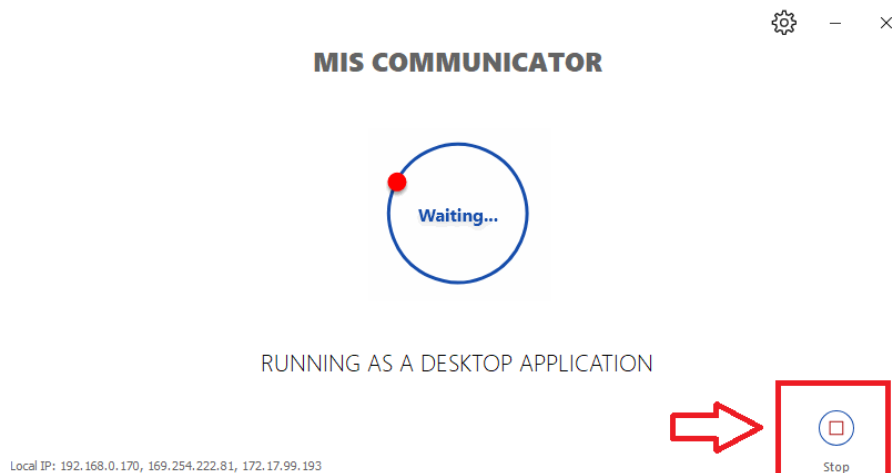 MIS COMMUNICATOR
Waiting...
RUNNING AS A DESKTOP APPLICATION
Stop
Local IP: 192.168.0.170, 169.254.222.81, 172.17.99.193